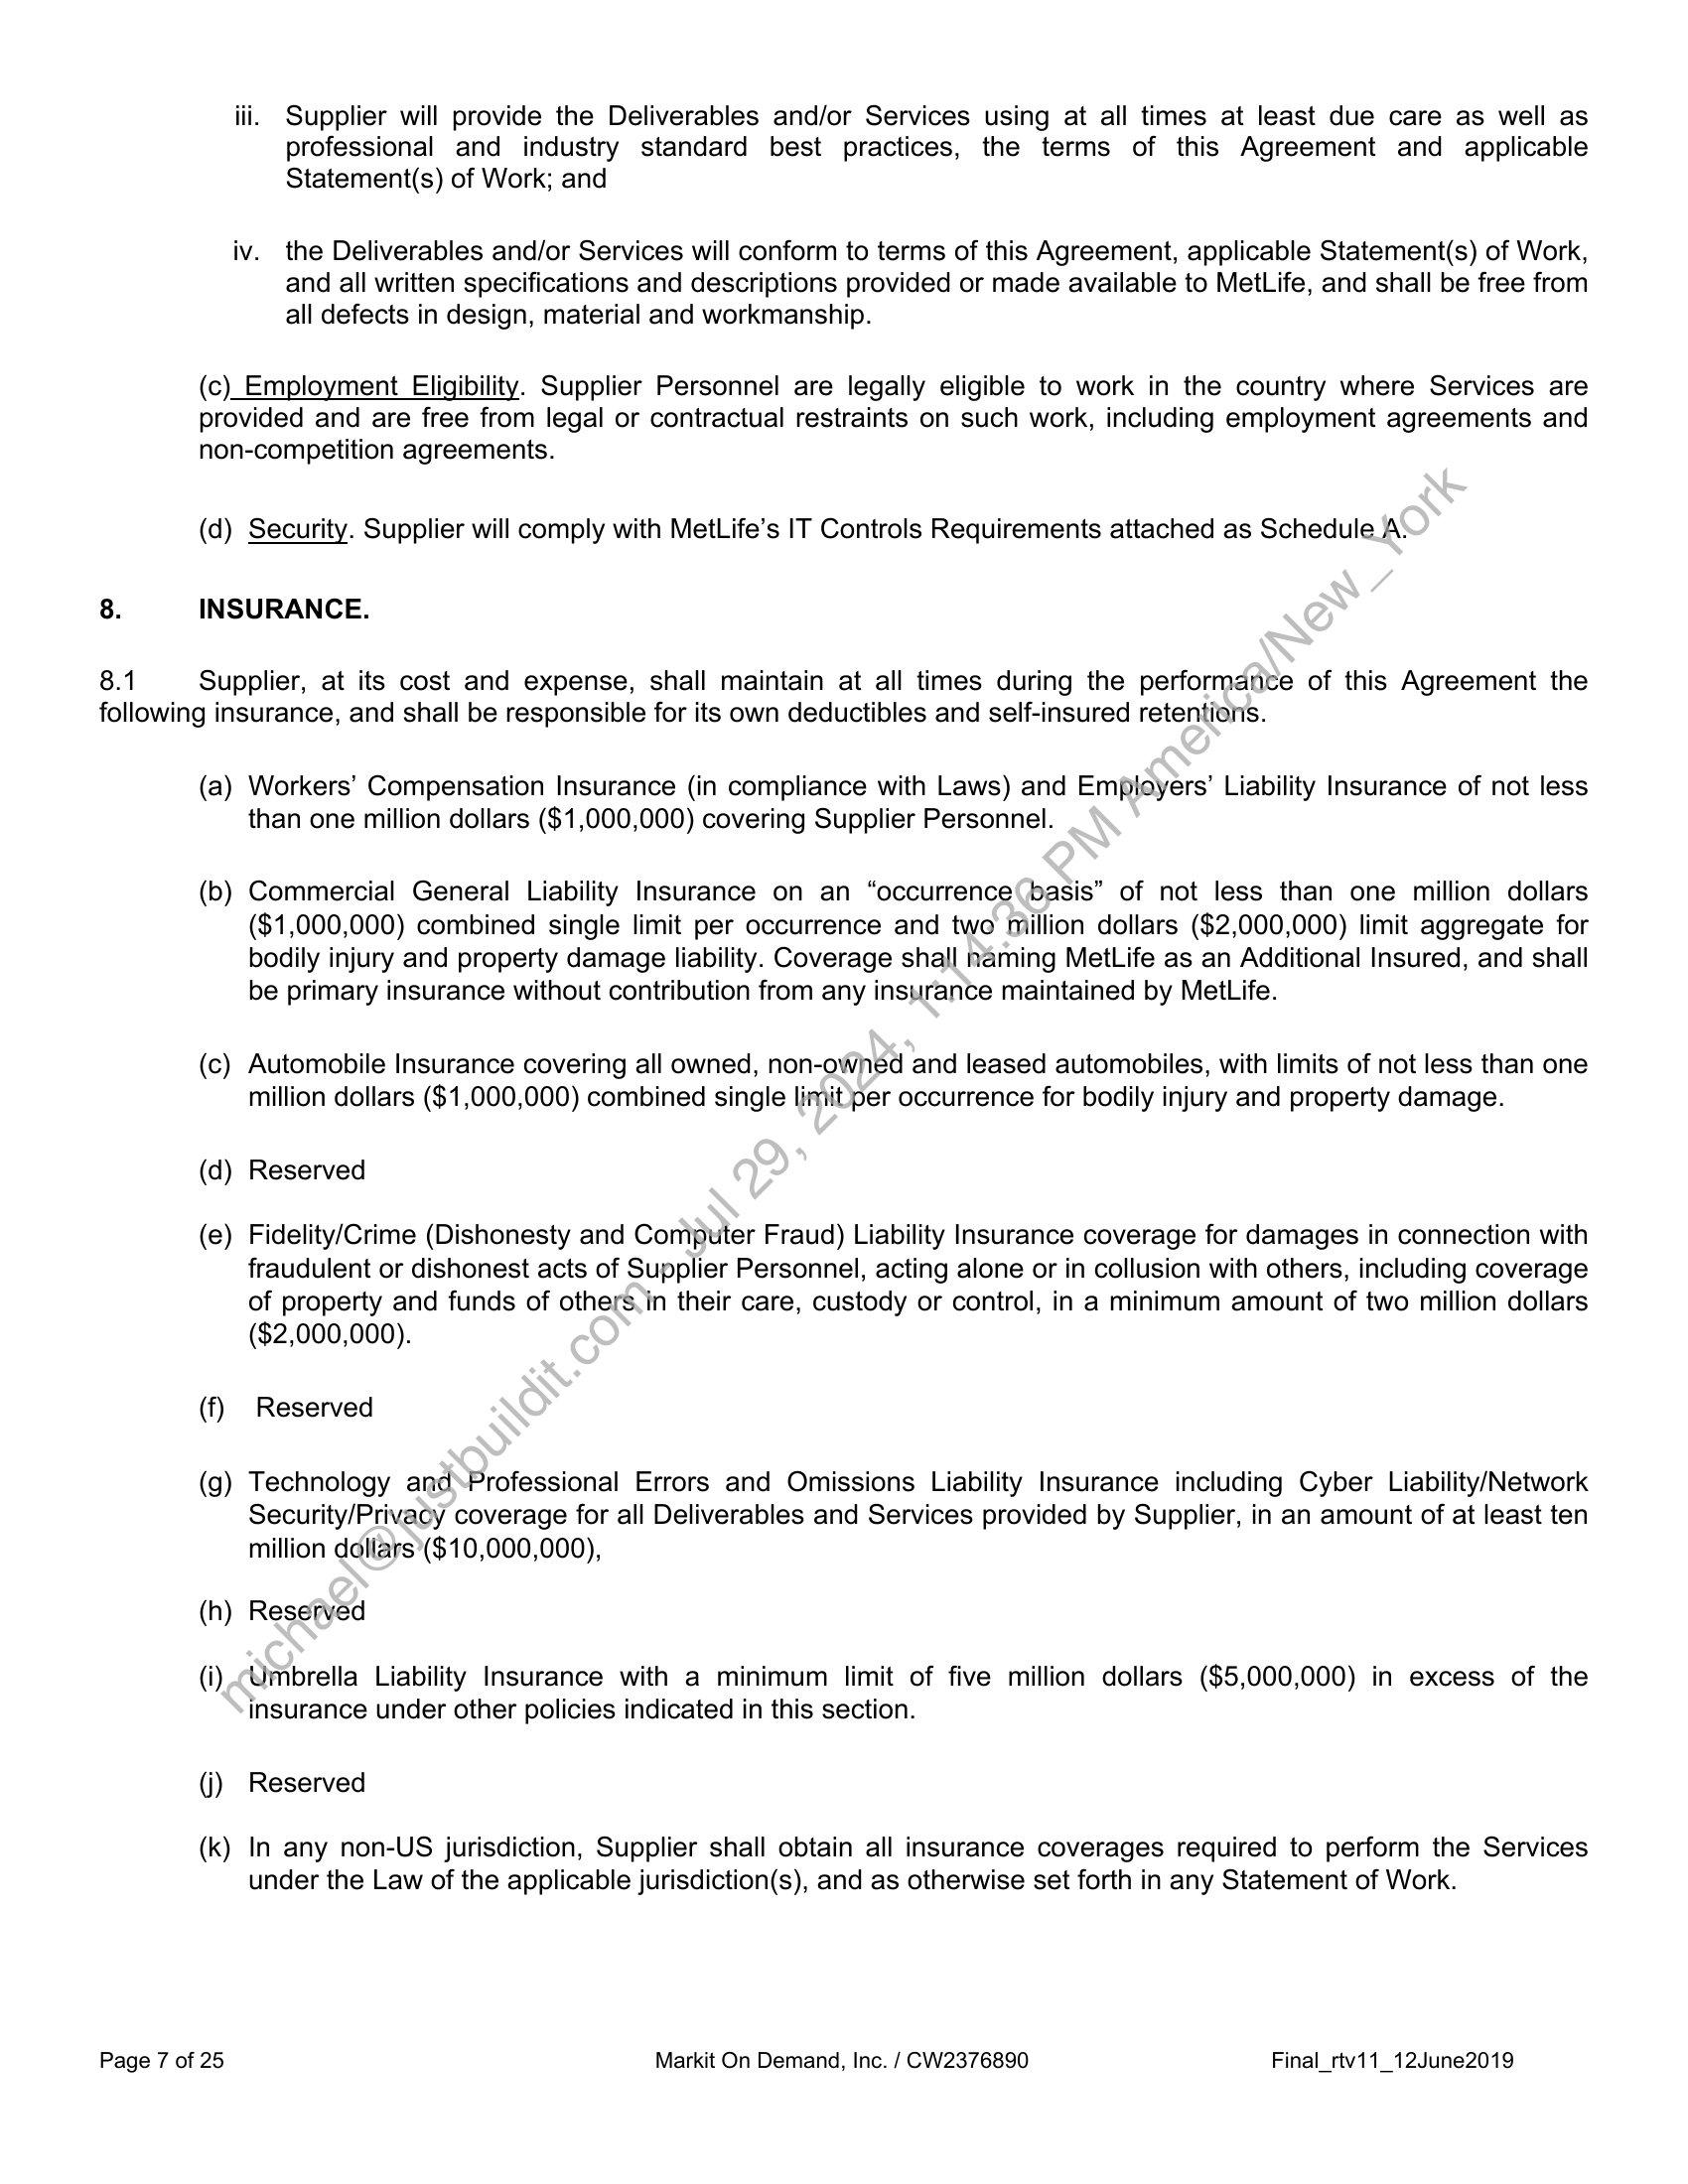 iii. Supplier will provide the Deliverables and/or Services using at all times at least due care as well as
professional and industry standard best practices, the terms of this Agreement and applicable
Statement(s) of Work; and
iv. the Deliverables and/or Services will conform to terms of this Agreement, applicable Statement(s) of Work,
and all written specifications and descriptions provided or made available to MetLife, and shall be free from
all defects in design, material and workmanship.
(c) Employment Eligibility. Supplier Personnel are legally eligible to work in the country where Services are
provided and are free from legal or contractual restraints on such work, including employment agreements and
non-competition agreements.
(d) Security. Supplier will comply with MetLife’s IT Controls Requirements attached as Schedule A.
8. INSURANCE.
8.1 Supplier, at its cost and expense, shall maintain at all times during the performance of this Agreement the
following insurance, and shall be responsible for its own deductibles and self-insured retentions.
(a) Workers’ Compensation Insurance (in compliance with Laws) and Employers’ Liability Insurance of not less
than one million dollars ($1,000,000) covering Supplier Personnel.
(b) Commercial General Liability Insurance on an “occurrence basis” of not less than one million dollars
($1,000,000) combined single limit per occurrence and two million dollars ($2,000,000) limit aggregate for
bodily injury and property damage liability. Coverage shall naming MetLife as an Additional Insured, and shall
be primary insurance without contribution from any insurance maintained by MetLife.
(c) Automobile Insurance covering all owned, non-owned and leased automobiles, with limits of not less than one
million dollars ($1,000,000) combined single limit per occurrence for bodily injury and property damage.
(d) Reserved
(e) Fidelity/Crime (Dishonesty and Computer Fraud) Liability Insurance coverage for damages in connection with
fraudulent or dishonest acts of Supplier Personnel, acting alone or in collusion with others, including coverage
of property and funds of others in their care, custody or control, in a minimum amount of two million dollars
($2,000,000).
(f) Reserved
(g) Technology and Professional Errors and Omissions Liability Insurance including Cyber Liability/Network
Security/Privacy coverage for all Deliverables and Services provided by Supplier, in an amount of at least ten
million dollars ($10,000,000),
(h) Reserved
(i) Umbrella Liability Insurance with a minimum limit of five million dollars ($5,000,000) in excess of the
insurance under other policies indicated in this section.
(j) Reserved
(k) In any non-US jurisdiction, Supplier shall obtain all insurance coverages required to perform the Services
under the Law of the applicable jurisdiction(s), and as otherwise set forth in any Statement of Work.
michael@justbuildit.com - Jul 29, 2024, 1:14:36 PM America/New_York
Page 7 of 25 Markit On Demand, Inc. / CW2376890 Final_rtv11_12June2019